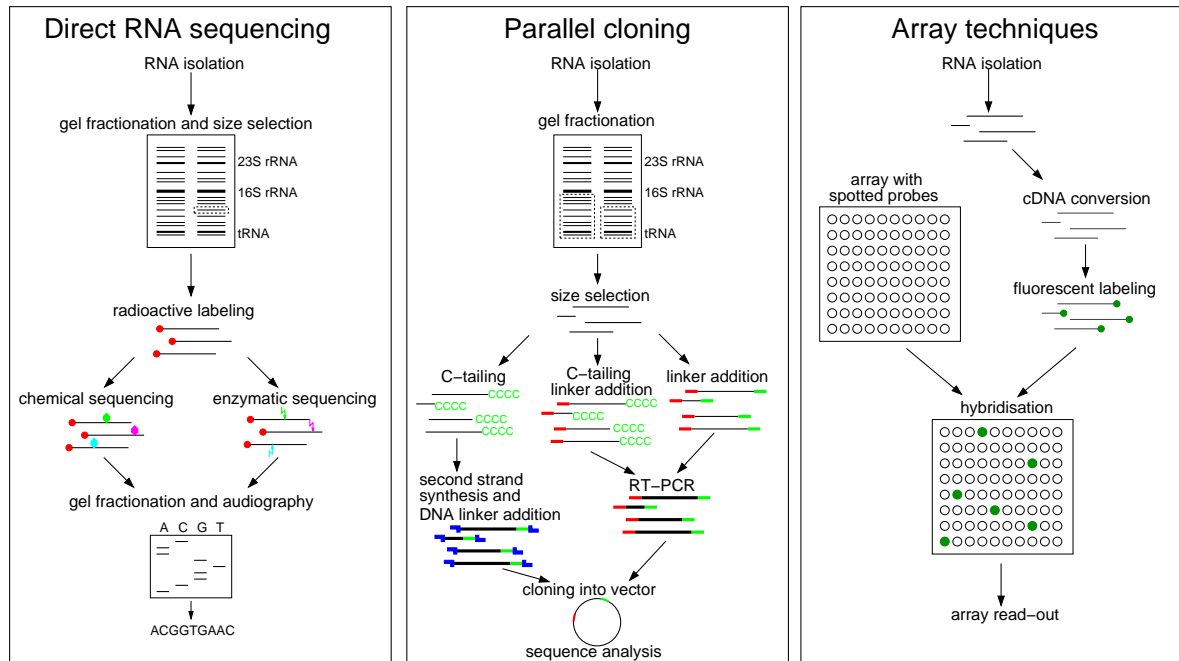 Direct RNA sequencing
RNA isolation
gel fractionation and size selection
23S rRNA
16S rRNA
tRNA
radioactive labeling
chemical sequencing
enzymatic sequencing
gel fractionation and audiography
A C G T
ACGGTGAAC
Parallel cloning
RNA isolation
gel fractionation
23S rRNA
16S rRNA
tRNA
size selection
C−tailing
CCCC
CCCC
CCCC
CCCC
C−tailing
linker addition
CCCC
CCCC
CCCC
CCCC
linker addition
second strand
synthesis and
DNA linker addition
RT−PCR
cloning into vector
sequence analysis
Array techniques
RNA isolation
array with
spotted probes
cDNA conversion
fluorescent labeling
hybridisation
array read−out